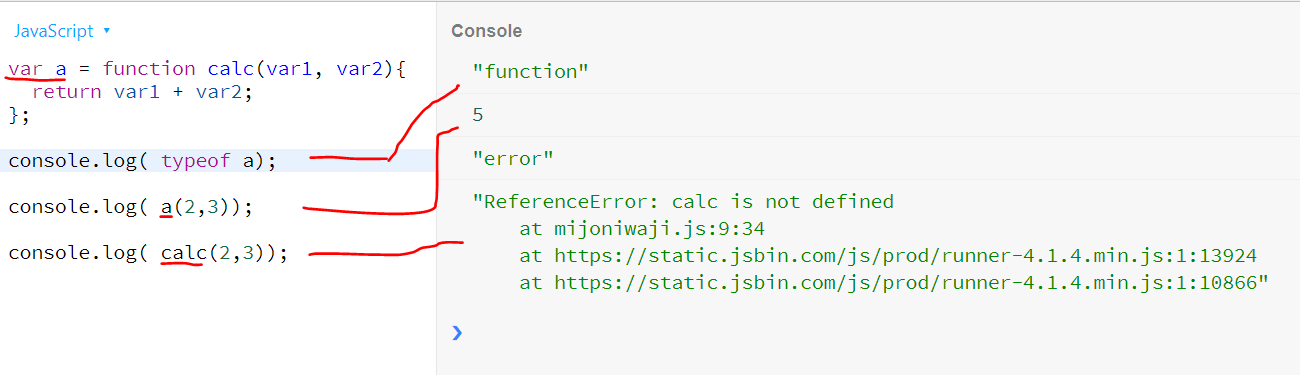 JavaScript
var a = function calc(var1, var2){
  return var1 + var2;
};
console.log( typeof a);
console.log( a(2,3));
console.log( calc(2,3));
Console
"function"
5
"error"
"ReferenceError: calc is not defined
    at mijoniwaji.js:9:34
    at https://static.jsbin.com/js/prod/runner-4.1.4.min.js:1:13924
    at https://static.jsbin.com/js/prod/runner-4.1.4.min.js:1:10866"